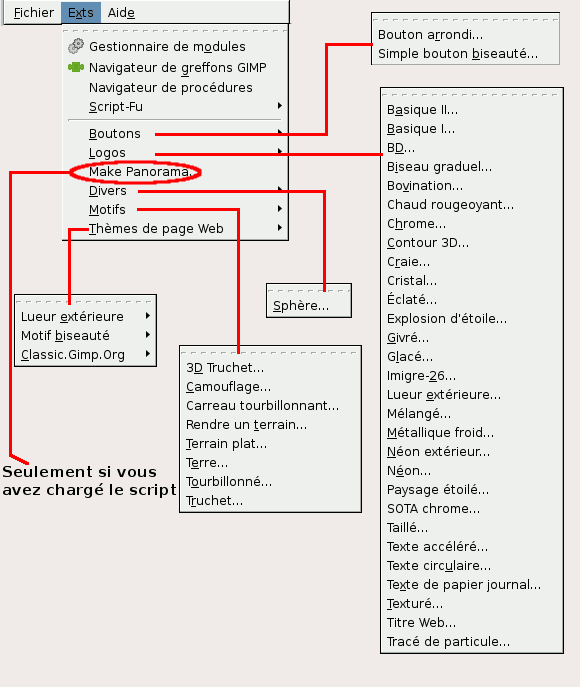 Fichier Exts Aide
Gestionnaire de modules
Navigateur de greffons GIMP
Navigateur de procédures
Script-Fu
Boutons
Logos
Make Panorama.
Divers
Motifs
Thèmes de page Web
Bouton arrondi...
Simple bouton biseauté...
Basique II...
Basique I...
BD...
Biseau graduel...
Bovination...
Chaud rougeoyant...
Chrome...
Contour 3D...
Craie...
Cristal...
Éclaté...
Explosion d'étoile...
Givré...
Glacé...
Imigre-26...
Lueur extérieure...
Mélangé...
Métallique froid...
Néon extérieur...
Néon...
Paysage étoilé...
SOTA chrome...
Taillé...
Texte accéléré...
Texte circulaire...
Texte de papier journal...
Texturé...
Titre Web...
Tracé de particule...
Sphère...
Lueur extérieure
Motif biseauté
Classic.Gimp.Org
3D Truchet...
Camouflage...
Carreau tourbillonnant...
Rendre un terrain...
Terrain plat...
Terre...
Tourbillonné...
Truchet...
Seulement si vous
avez chargé le script